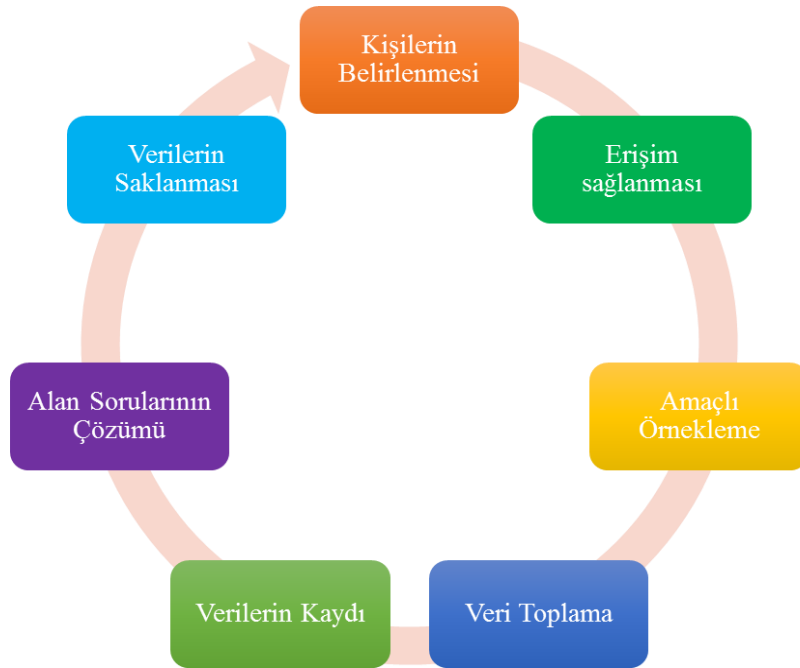 Kişilerin
Belirlenmesi
Erişim
sağlanması
Amaçlı
Örnekleme
Veri Toplama
Verilerin Kaydı
Alan Sorularının
Çözümü
Verilerin
Saklanması